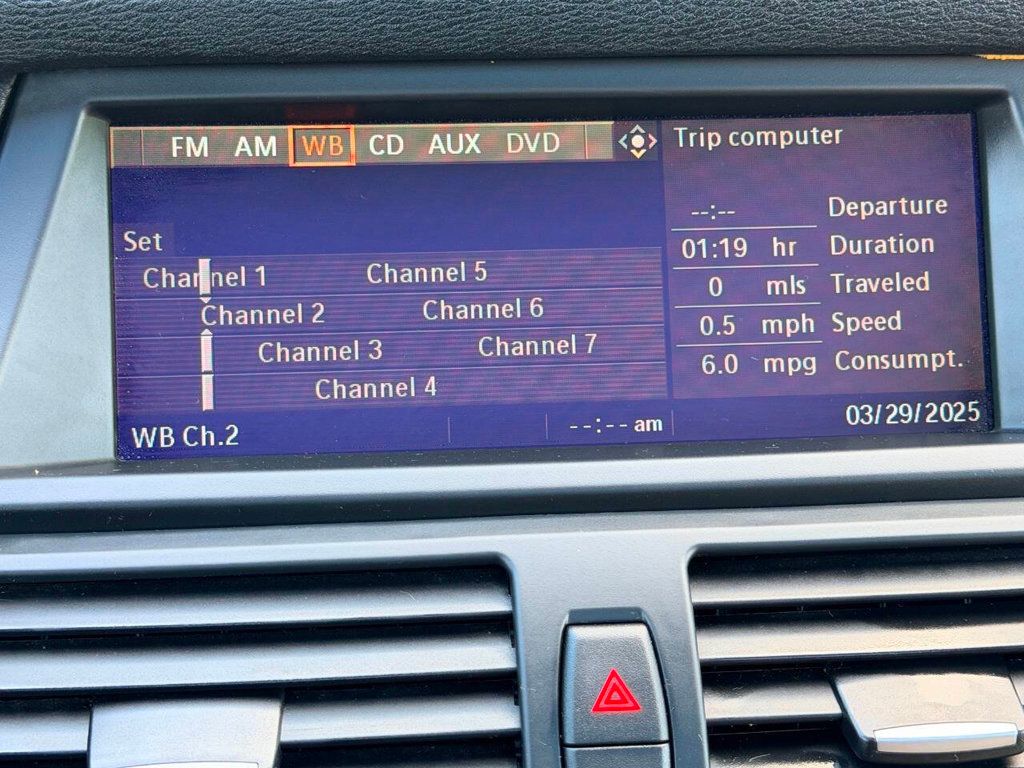 FM AM WB CD AUX DVD
Set
Channel 1 Channel 5
Channel 2 Channel 6
Channel 3 Channel 7
Channel 4
WB Ch.2 --:-- am
Trip computer
--:-- Departure
01:19 hr Duration
0 mls Traveled
0.5 mph Speed
6.0 mpg Consumpt.
03/29/2025